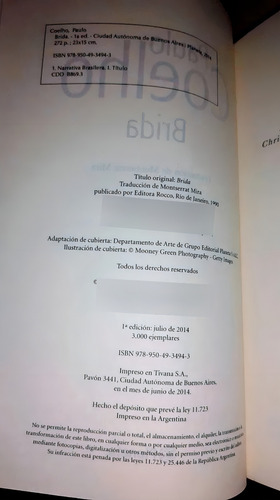 Coelho, Paulo
Brida. - 1a ed. - Ciudad Autónoma de Buenos Aires: Planeta, 2014
272 p.; 23x15 cm.
ISBN 978-950-49-3494-3
1. Narrativa Brasilera. I. Título
CDD B869.3
Coelho
Brida
Título original: Brida
Traducción de Montserrat Mira
publicado por Editora Rocco, Río de Janeiro, 1990
Adaptación de cubierta: Departamento de Arte de Grupo Editorial Planeta
Ilustración de cubierta: © Mooney Green Photography - Getty Images
Todos los derechos reservados
€
1ª edición: julio de 2014
3.000 ejemplares
ISBN 978-950-49-3494-3
Impreso en Tivana S.A.,
Pavón 3441, Ciudad Autónoma de Buenos Aires,
en el mes de junio de 2014.
Hecho el depósito que prevé la ley 11.723
Impreso en la Argentina
No se permite la reproducción parcial o total, el almacenamiento, el alquiler, la transmisión o la
transformación de este libro, en cualquier forma o por cualquier medio, sea electrónico o
mediante fotocopias, digitalización u otros métodos, sin el permiso previo y escrito del
Su infracción está penada por las leyes 11.723 y 25.446 de la República Argentina.
Chri